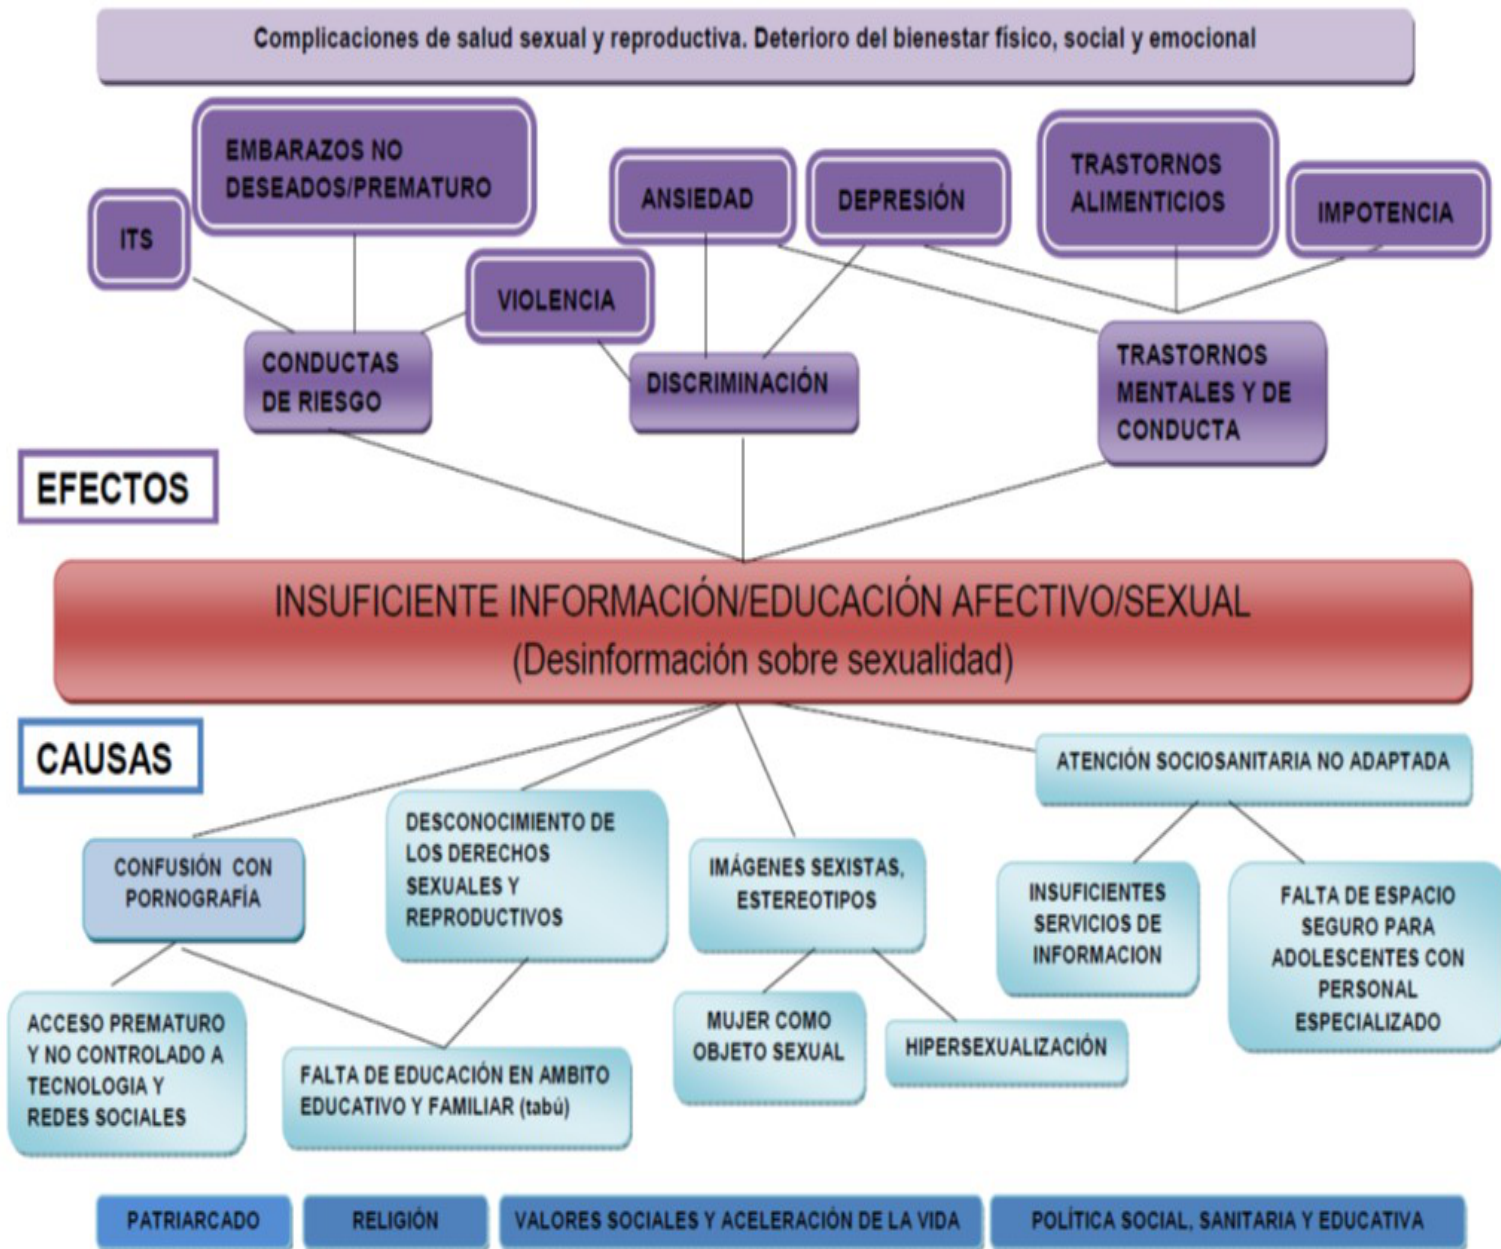 Complicaciones de salud sexual y reproductiva. Deterioro del bienestar físico, social y emocional
EMBARAZOS NO
DESEADOS/PREMATURO
ITS
VIOLENCIA
ANSIEDAD
DEPRESIÓN
TRASTORNOS
ALIMENTICIOS
IMPOTENCIA
CONDUCTAS
DE RIESGO
DISCRIMINACIÓN
TRASTORNOS
MENTALES Y DE
CONDUCTA
EFECTOS
INSUFICIENTE INFORMACIÓN/EDUCACIÓN AFECTIVO/SEXUAL
(Desinformación sobre sexualidad)
CAUSAS
ATENCIÓN SOCIOSANITARIA NO ADAPTADA
CONFUSIÓN CON
PORNOGRAFÍA
DESCONOCIMIENTO DE
LOS DERECHOS
SEXUALES Y
REPRODUCTIVOS
IMÁGENES SEXISTAS,
ESTEREOTIPOS
INSUFICIENTES
SERVICIOS DE
INFORMACION
FALTA DE ESPACIO
SEGURO PARA
ADOLESCENTES CON
PERSONAL
ESPECIALIZADO
ACCESO PREMATURO
Y NO CONTROLADO A
TECNOLOGIA Y
REDES SOCIALES
FALTA DE EDUCACIÓN EN AMBITO
EDUCATIVO Y FAMILIAR (tabú)
MUJER COMO
OBJETO SEXUAL
HIPERSEXUALIZACIÓN
PATRIARCADO
RELIGIÓN
VALORES SOCIALES Y ACELERACIÓN DE LA VIDA
POLÍTICA SOCIAL, SANITARIA Y EDUCATIVA